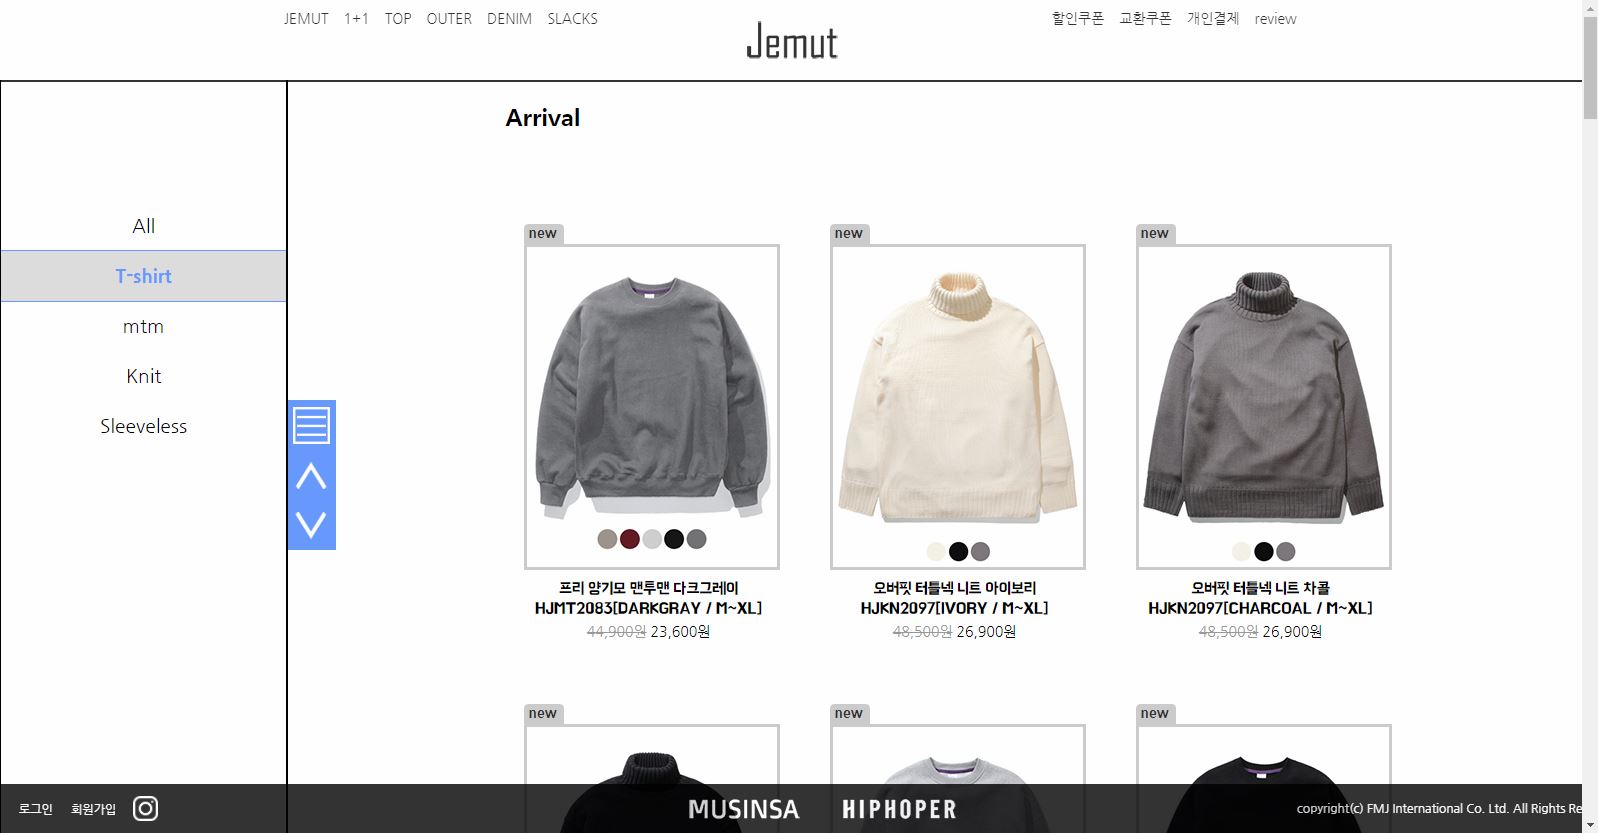 JEMUT 1+1 TOP OUTER DENIM SLACKS
Jemut
할인쿠폰 교환쿠폰 개인결제 review
Arrival
All
T-shirt
mtm
Knit
Sleeveless
new
new
new
프리 양기모 맨투맨 다크그레이
HJMT2083[DARKGRAY / M~XL]
44,900원 23,600원
오버핏 터틀넥 니트 아이보리
HJKN2097[IVORY / M~XL]
48,500원 26,900원
오버핏 터틀넥 니트 차콜
HJKN2097[CHARCOAL / M~XL]
48,500원 26,900원
new
new
new
로그인 회원가입
MUSINSA HIPHOPER
copyright(c) FMJ International Co. Ltd. All Rights Re